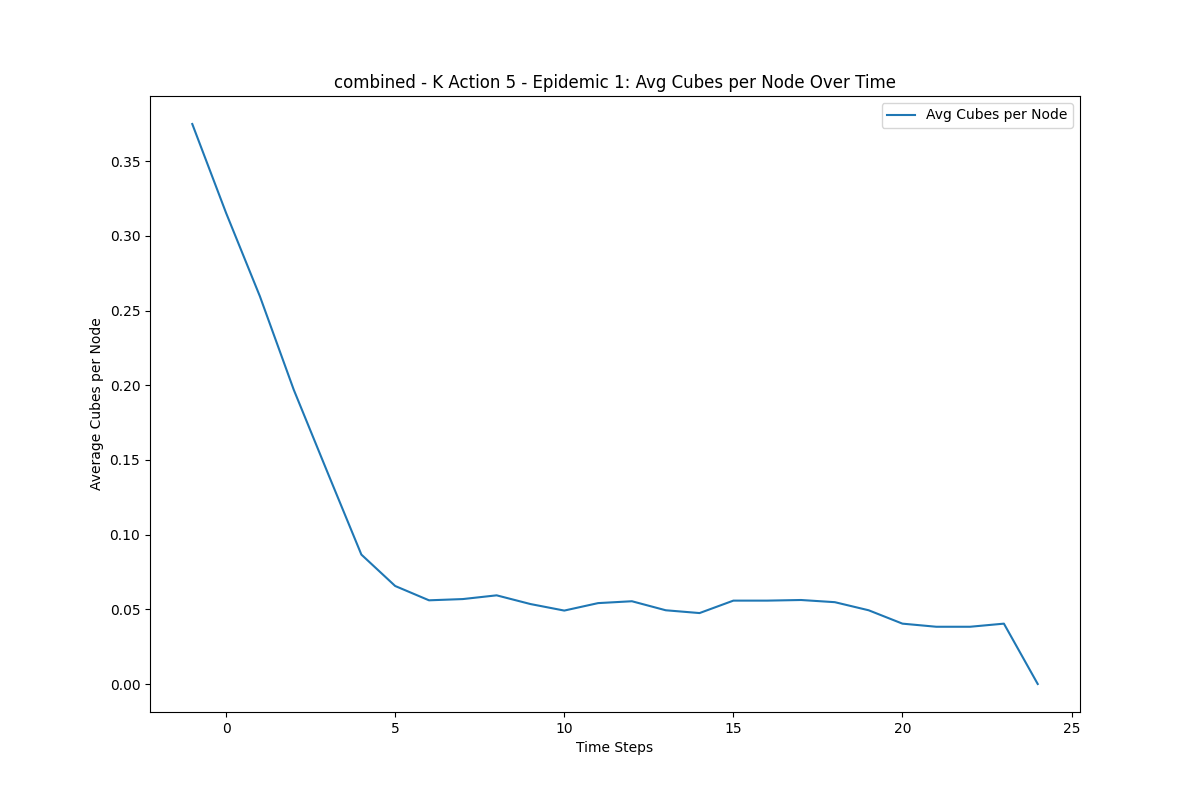 combined - K Action 5 - Epidemic 1: Avg Cubes per Node Over Time
Avg Cubes per Node
Average Cubes per Node
0.35
0.30
0.25
0.20
0.15
0.10
0.05
0.00
0 5 10 15 20 25
Time Steps